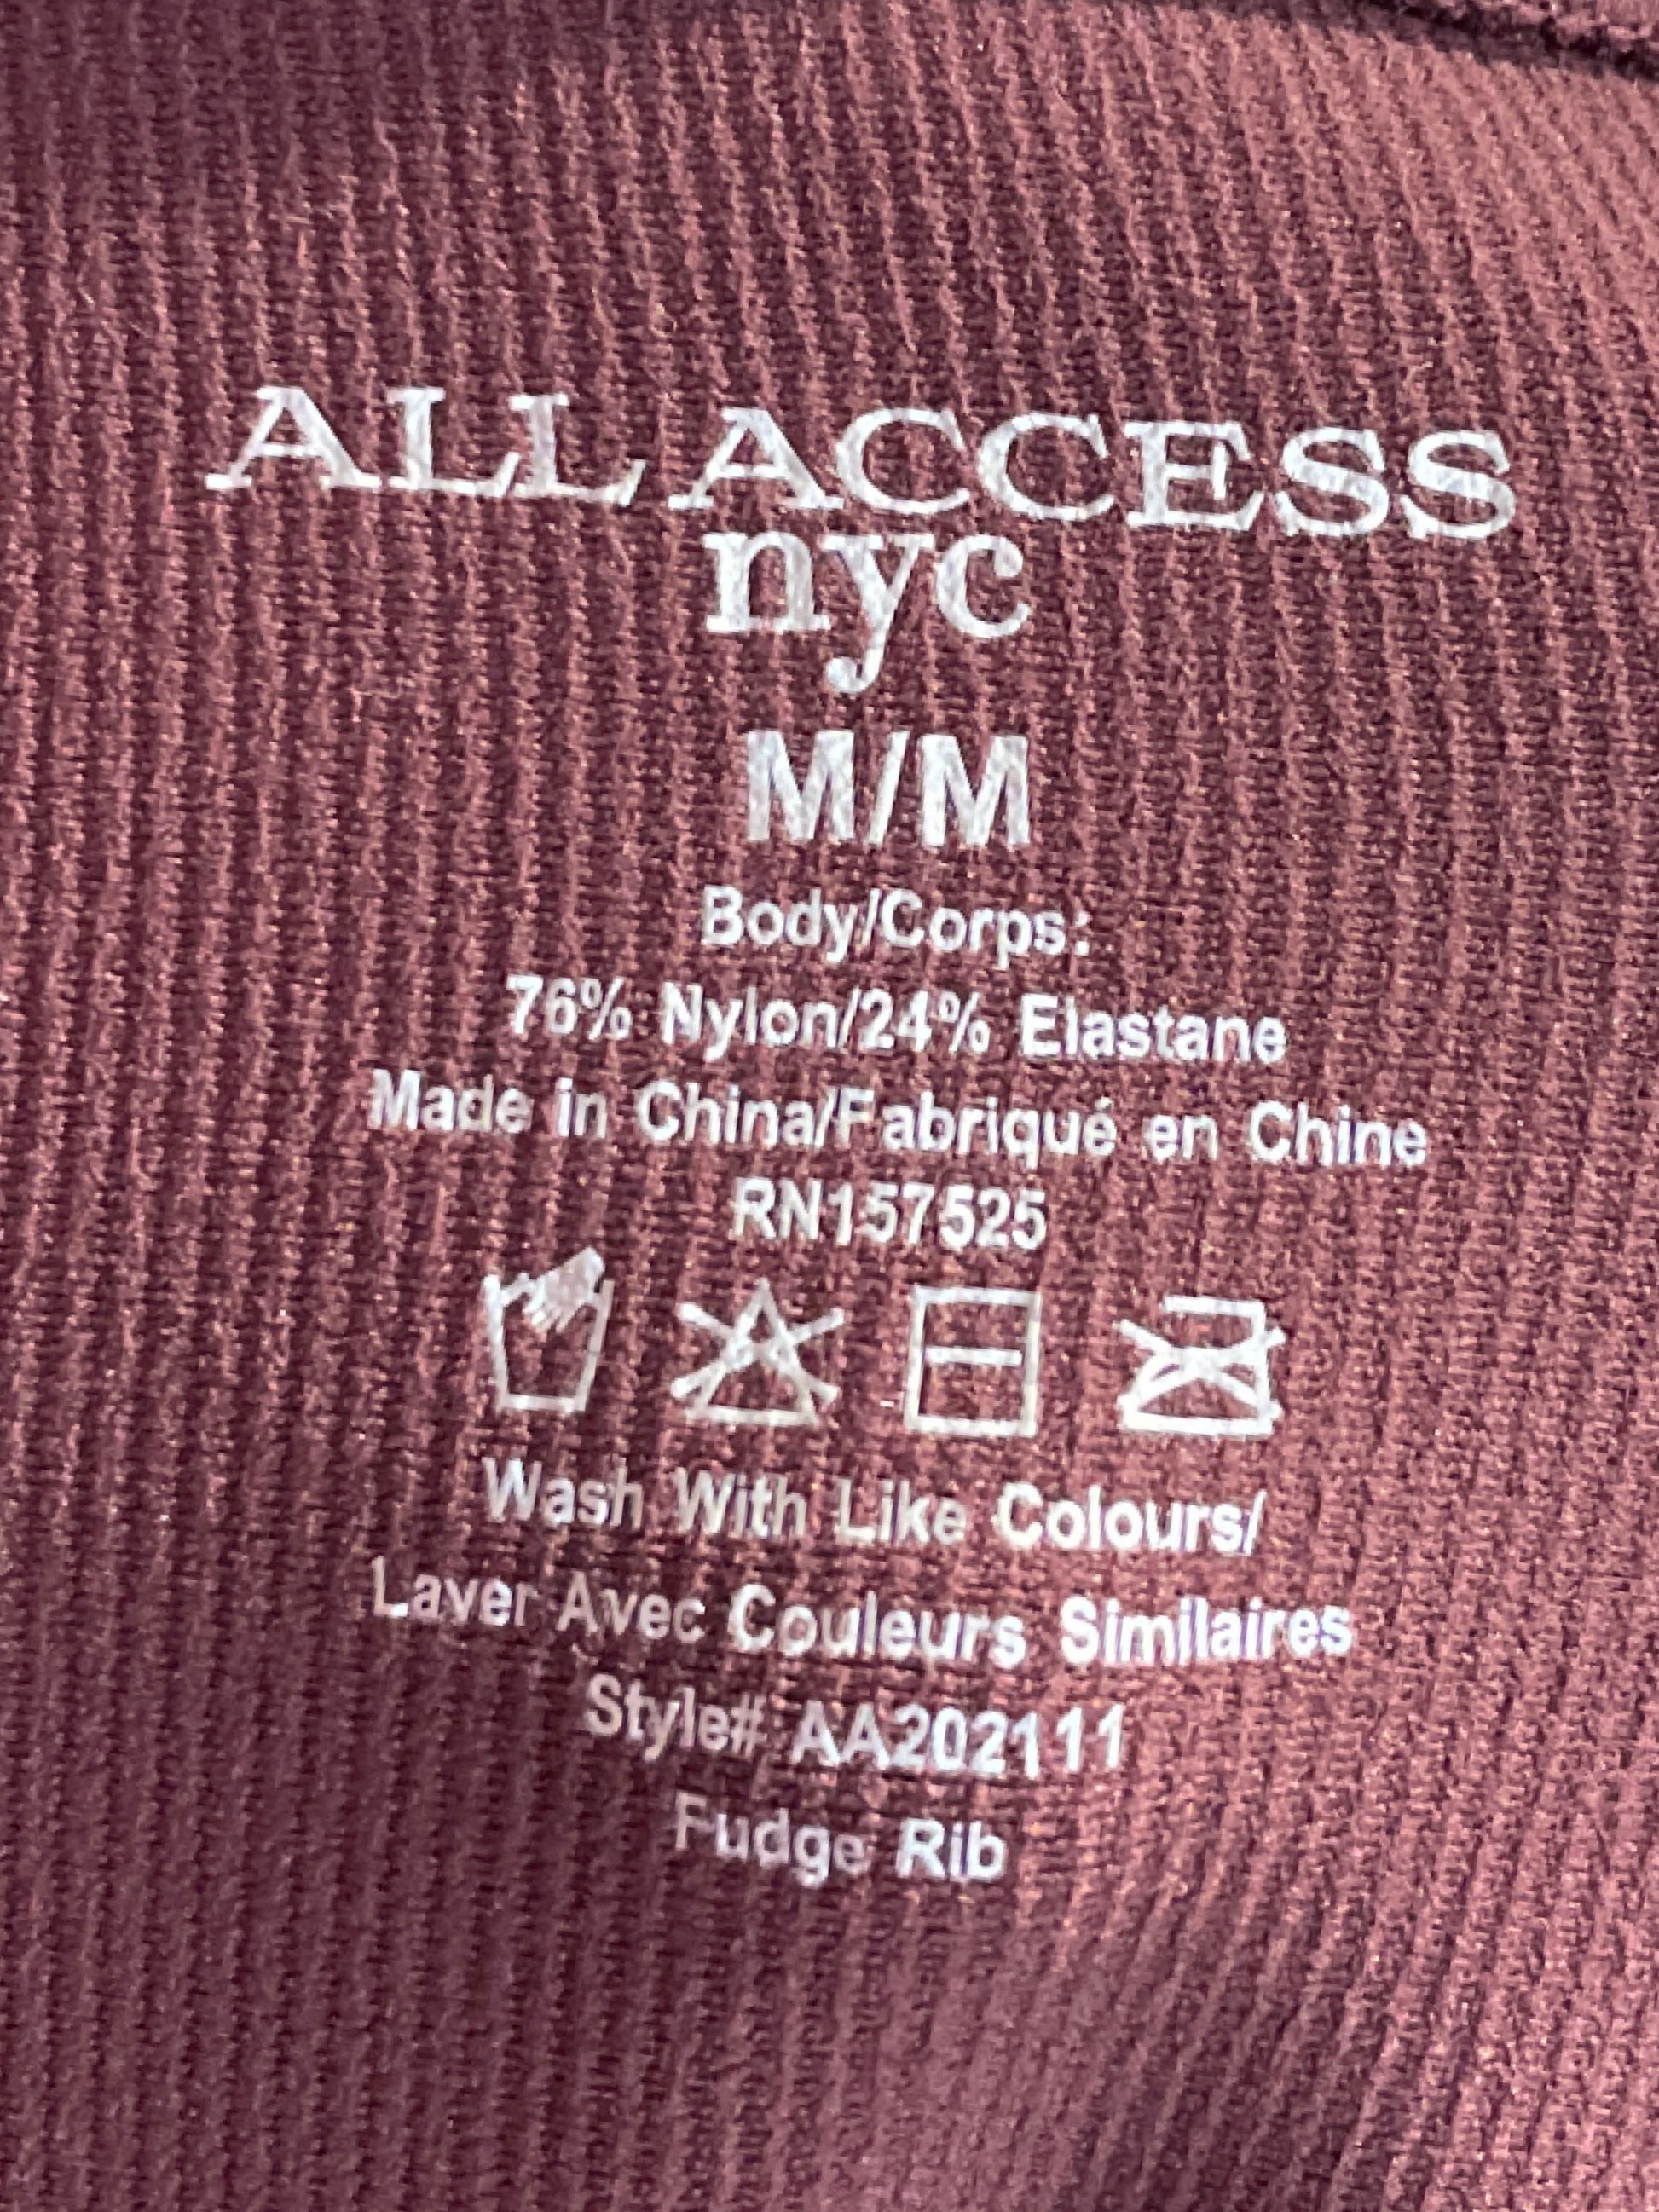 ALL ACCESS
nyc
M/M
Body/Corps:
76% Nylon/24% Elastane
Made in China/Fabriqué en Chine
RN157525
Wash With Like Colours/
Laver Avec Couleurs Similaires
Style# AA202111
Fudge Rib